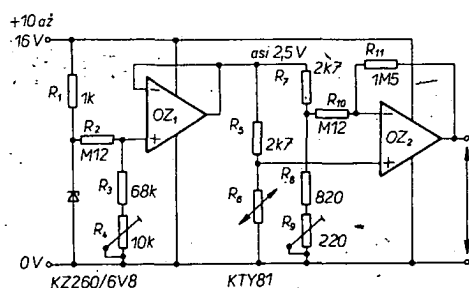 +10 až
16 V
R₁
1k
R₂
M12
R₃
68k
R₄
10k
OZ₁
asi 2,5 V
R₇
2k7
R₅
2k7
R₆
R₁₀
M12
R₈
820
R₉
220
R₁₁
1M5
OZ₂
0 V
KZ260/6V8
KTY81